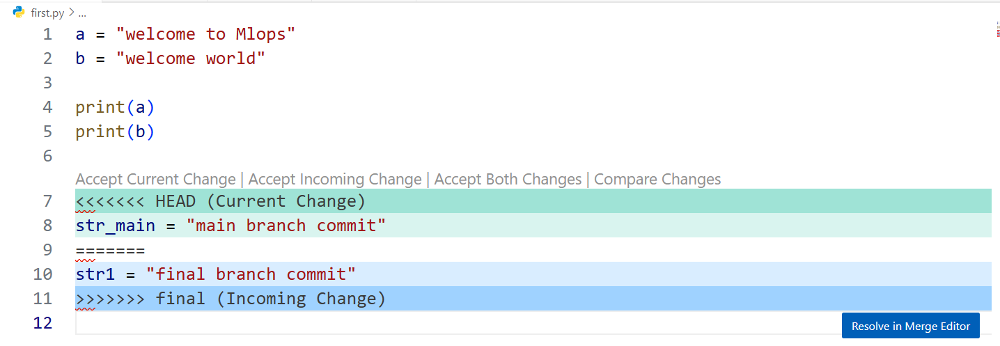 first.py > ...
1 a = "welcome to Mlops"
2 b = "welcome world"
3
4 print(a)
5 print(b)
6
Accept Current Change | Accept Incoming Change | Accept Both Changes | Compare Changes
7 <<<<<<< HEAD (Current Change)
8 str_main = "main branch commit"
9 =======
10 str1 = "final branch commit"
11 >>>>>>> final (Incoming Change)
12
Resolve in Merge Editor